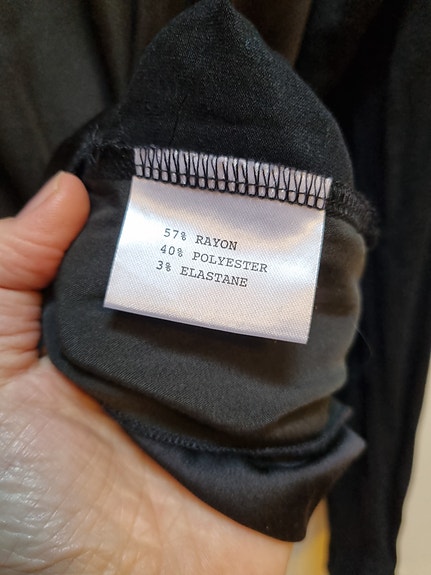 57% RAYON
40% POLYESTER
3% ELASTANE